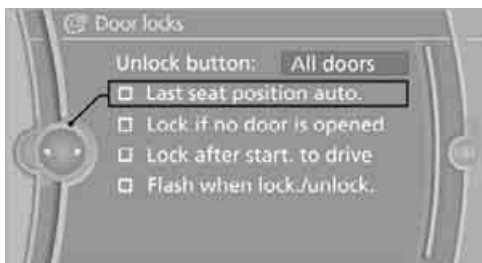 Door locks
Unlock button: All doors
Last seat position auto.
Lock if no door is opened
Lock after start. to drive
Flash when lock./unlock.